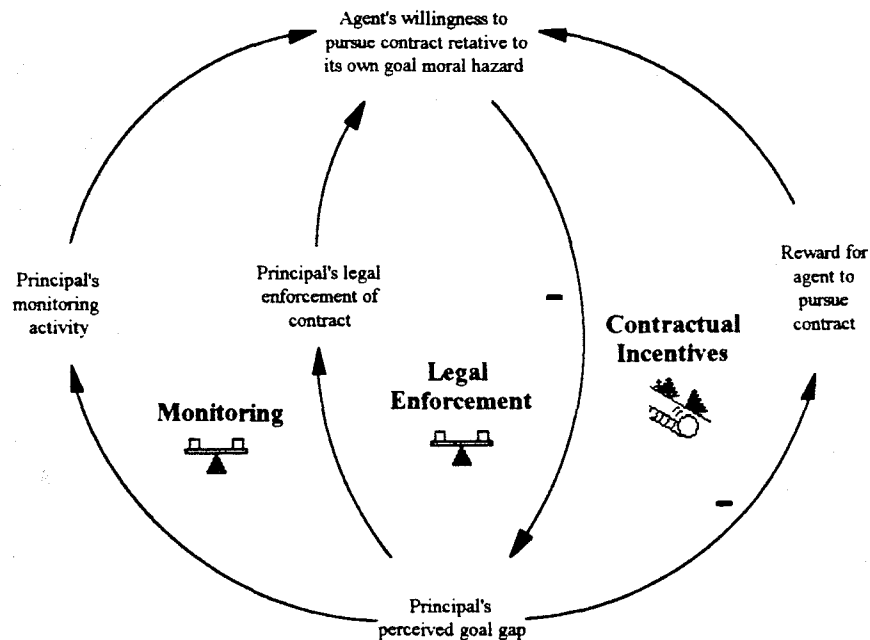 Agent's willingness to
pursue contract retative to
its own goal moral hazard
Principal's
monitoring
activity
Principal's legal
enforcement of
contract
Reward for
agent to
pursue
contract
Contractual
Incentives
Legal
Enforcement
Monitoring
Principal's
perceived goal gap